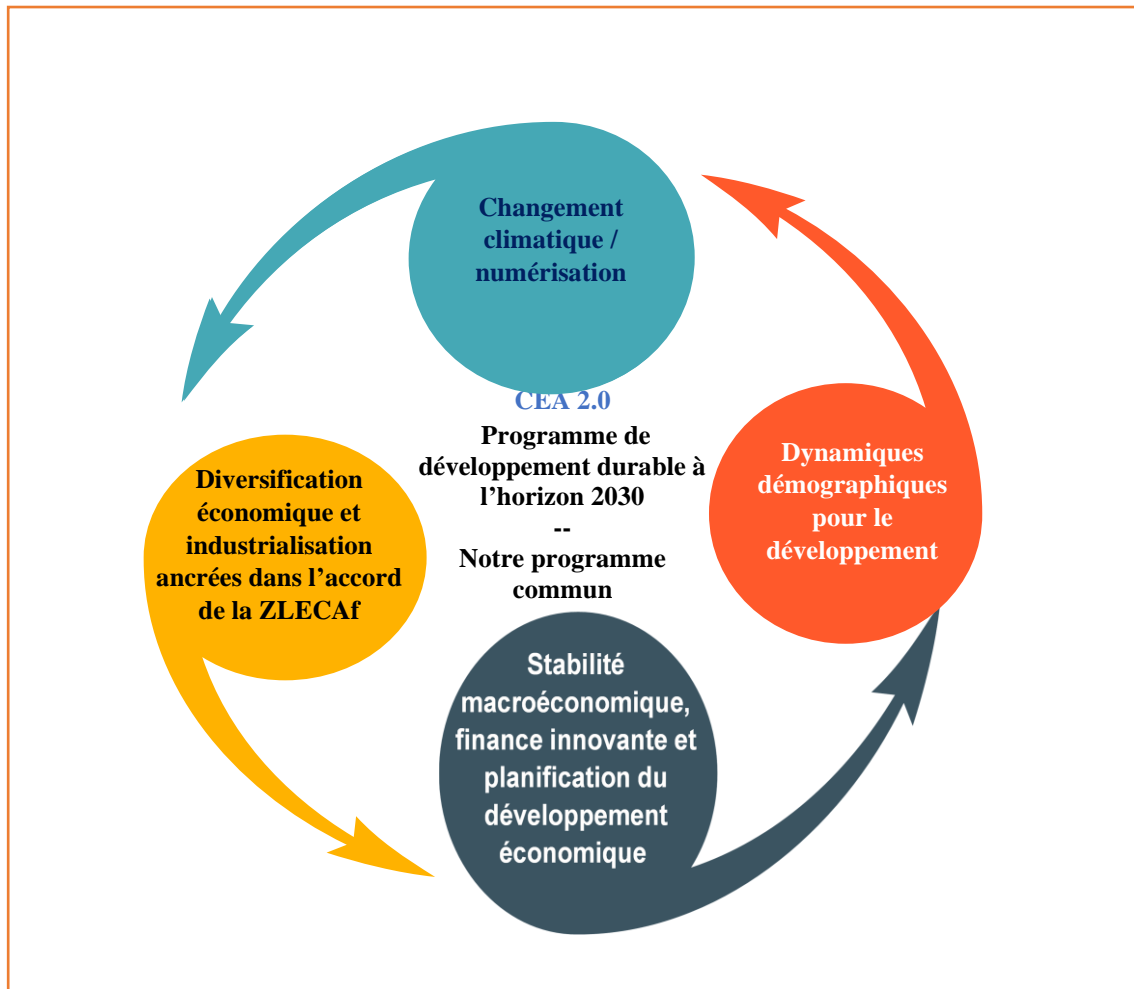 Changement
climatique /
numérisation
CEA 2.0
Programme de
développement durable à
l’horizon 2030
--
Notre programme
commun
Diversification
économique et
industrialisation
ancrées dans l’accord
de la ZLECAf
Dynamiques
démographiques
pour le
développement
Stabilité
macroéconomique,
finance innovante et
planification du
développement
économique